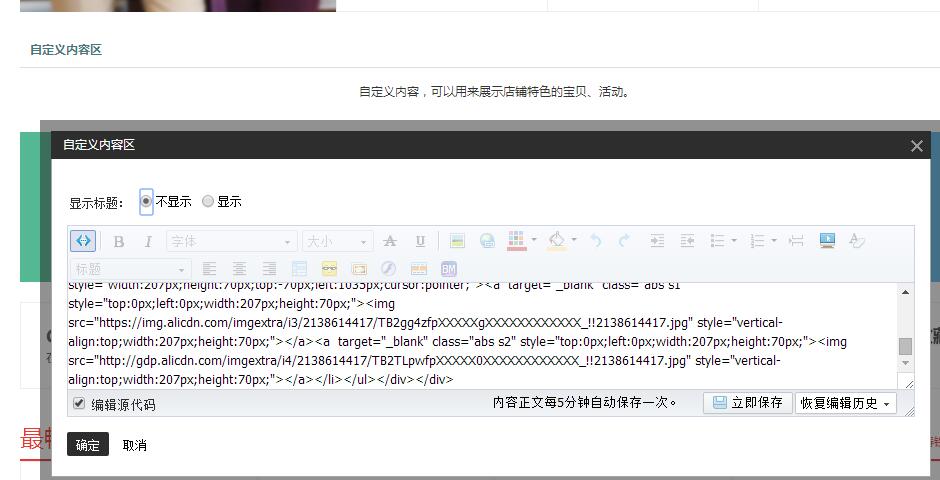 自定义内容区
自定义内容，可以用来展示店铺特色的宝贝、活动。
自定义内容区
显示标题： 不显示 显示
B I 字体 大小 A U
标题 BM
style="width:207px;height:70px;top:-70px;left:1035px;cursor:pointer;"><a target="_blank" class="abs s1"
style="top:0px;left:0px;width:207px;height:70px;"><img
src="https://img.alicdn.com/imgextra/i3/2138614417/TB2gg4zfpXXXXXgXXXXXXXXXXXX_!!2138614417.jpg" style="vertical-
align:top;width:207px;height:70px;"></a><a target="_blank" class="abs s2" style="top:0px;left:0px;width:207px;height:70px;"><img
src="http://gdp.alicdn.com/imgextra/i4/2138614417/TB2TLpwfpXXXXX0XXXXXXXXXXXX_!!2138614417.jpg" style="vertical-
align:top;width:207px;height:70px;"></a></li></ul></div></div>
编辑源代码 内容正文每5分钟自动保存一次。 立即保存 恢复编辑历史
最
确定 取消